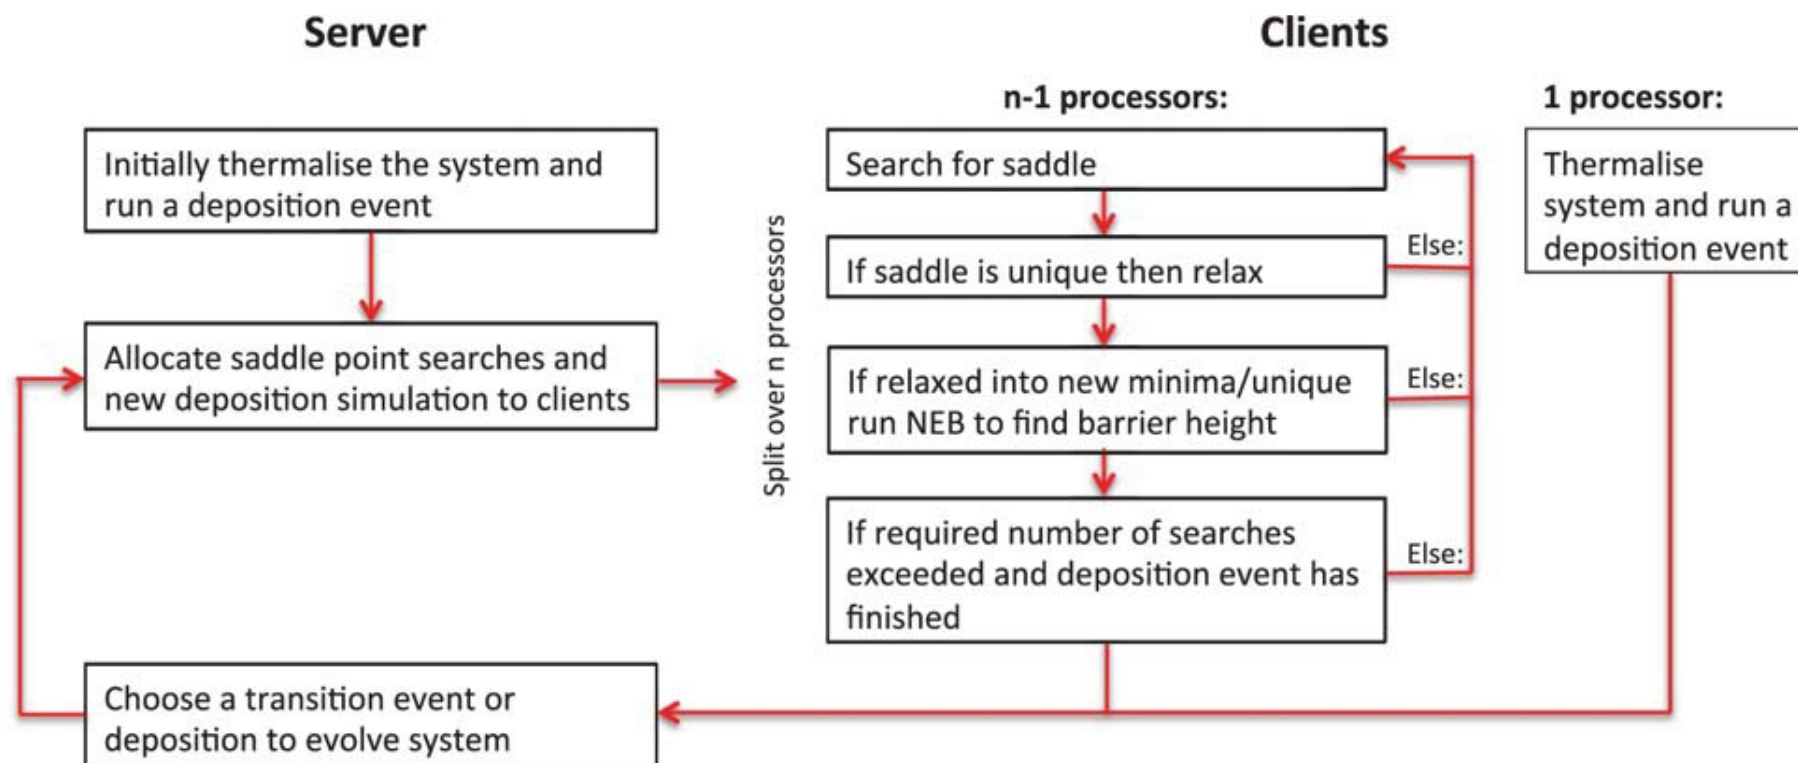 Server
Clients
n-1 processors:
1 processor:
Initially thermalise the system and
run a deposition event
Allocate saddle point searches and
new deposition simulation to clients
Choose a transition event or
deposition to evolve system
Split over n processors
Search for saddle
If saddle is unique then relax
Else:
If relaxed into new minima/unique
run NEB to find barrier height
Else:
If required number of searches
exceeded and deposition event has
finished
Else:
Thermalise
system and run a
deposition event